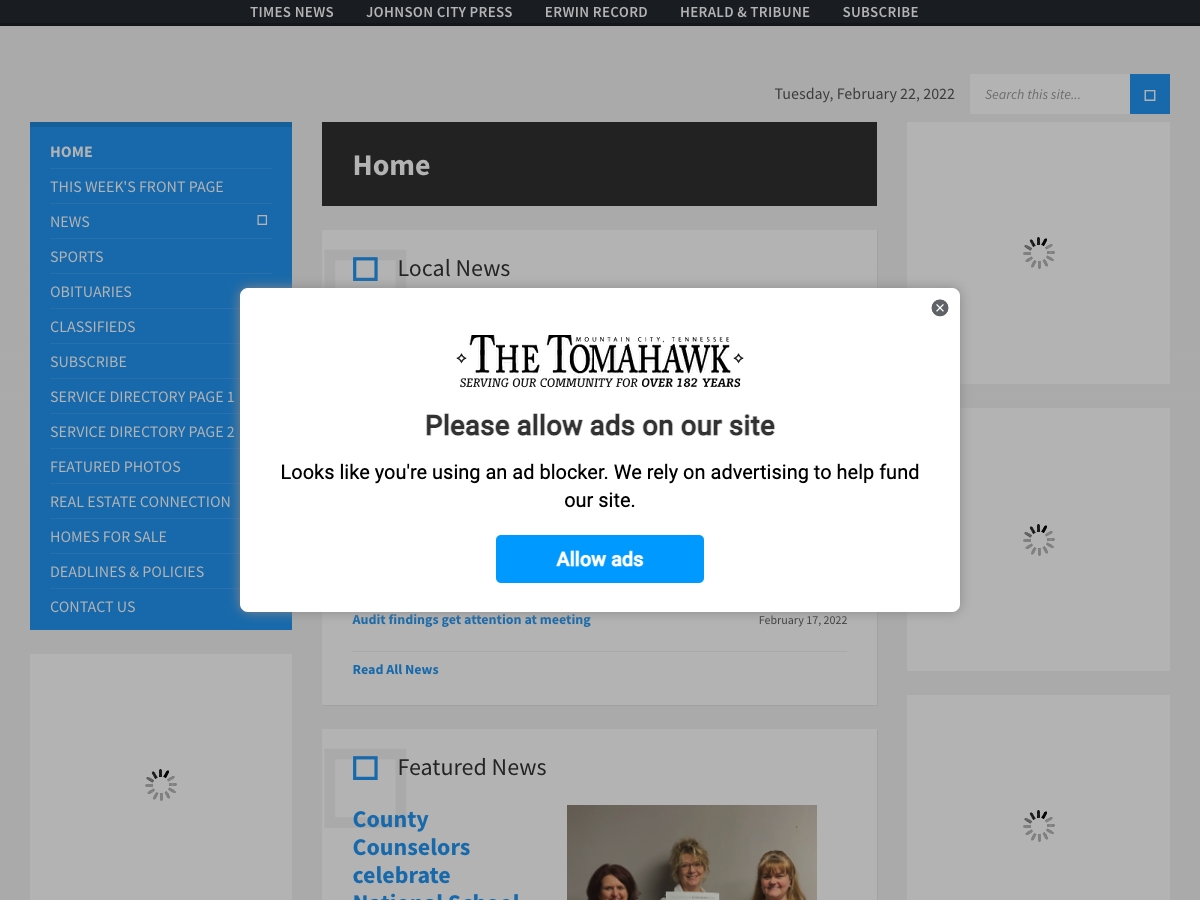 TIMES NEWS JOHNSON CITY PRESS ERWIN RECORD HERALD & TRIBUNE SUBSCRIBE
Tuesday, February 22, 2022 Search this site...
HOME
THIS WEEK'S FRONT PAGE
NEWS
SPORTS
OBITUARIES
CLASSIFIEDS
SUBSCRIBE
SERVICE DIRECTORY PAGE 1
SERVICE DIRECTORY PAGE 2
FEATURED PHOTOS
REAL ESTATE CONNECTION
HOMES FOR SALE
DEADLINES & POLICIES
CONTACT US
Home
Local News
MOUNTAIN CITY, TENNESSEE
THE TOMAHAWK
SERVING OUR COMMUNITY FOR OVER 182 YEARS
Please allow ads on our site
Looks like you're using an ad blocker. We rely on advertising to help fund
our site.
Allow ads
Audit findings get attention at meeting February 17, 2022
Read All News
Featured News
County
Counselors
celebrate
National School